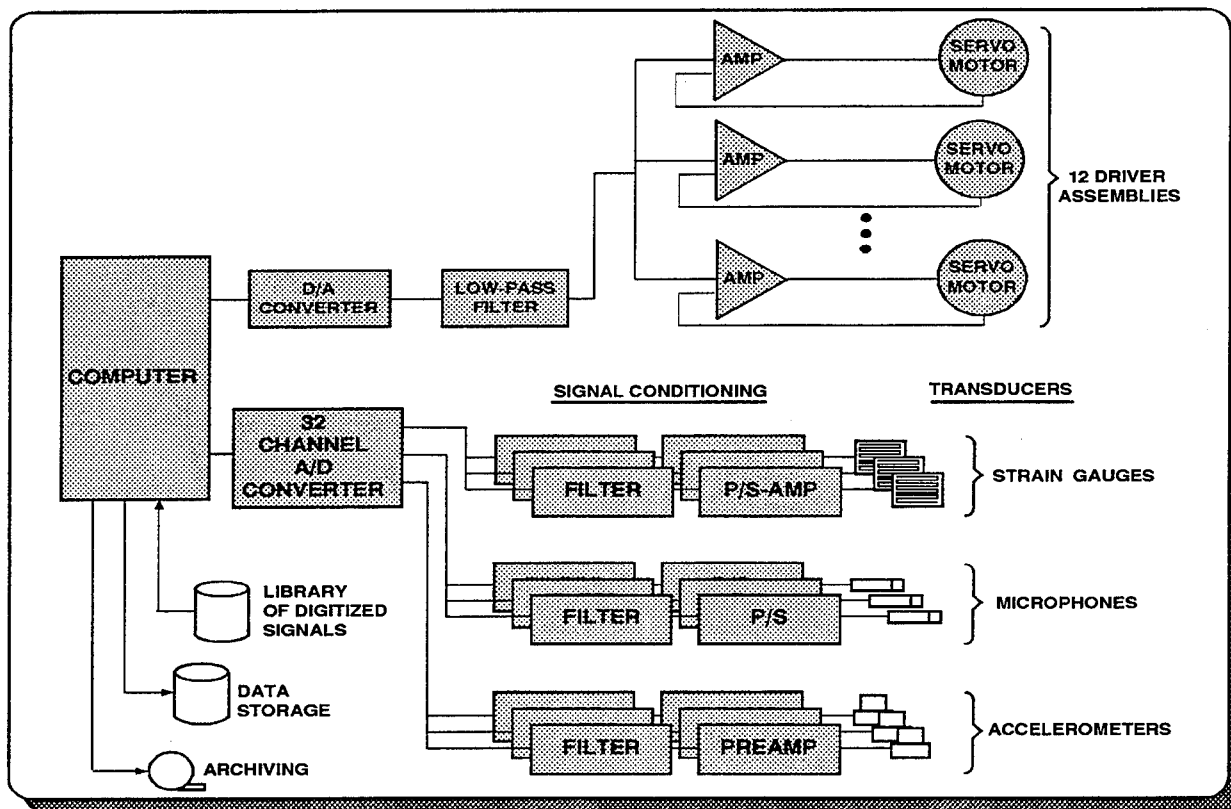 AMP
SERVO
MOTOR
AMP
SERVO
MOTOR
12 DRIVER
ASSEMBLIES
AMP
SERVO
MOTOR
D/A
CONVERTER
LOW-PASS
FILTER
COMPUTER
SIGNAL CONDITIONING
TRANSDUCERS
32
CHANNEL
A/D
CONVERTER
FILTER
P/S-AMP
STRAIN GAUGES
LIBRARY
OF DIGITIZED
SIGNALS
FILTER
P/S
MICROPHONES
DATA
STORAGE
FILTER
PREAMP
ACCELEROMETERS
ARCHIVING